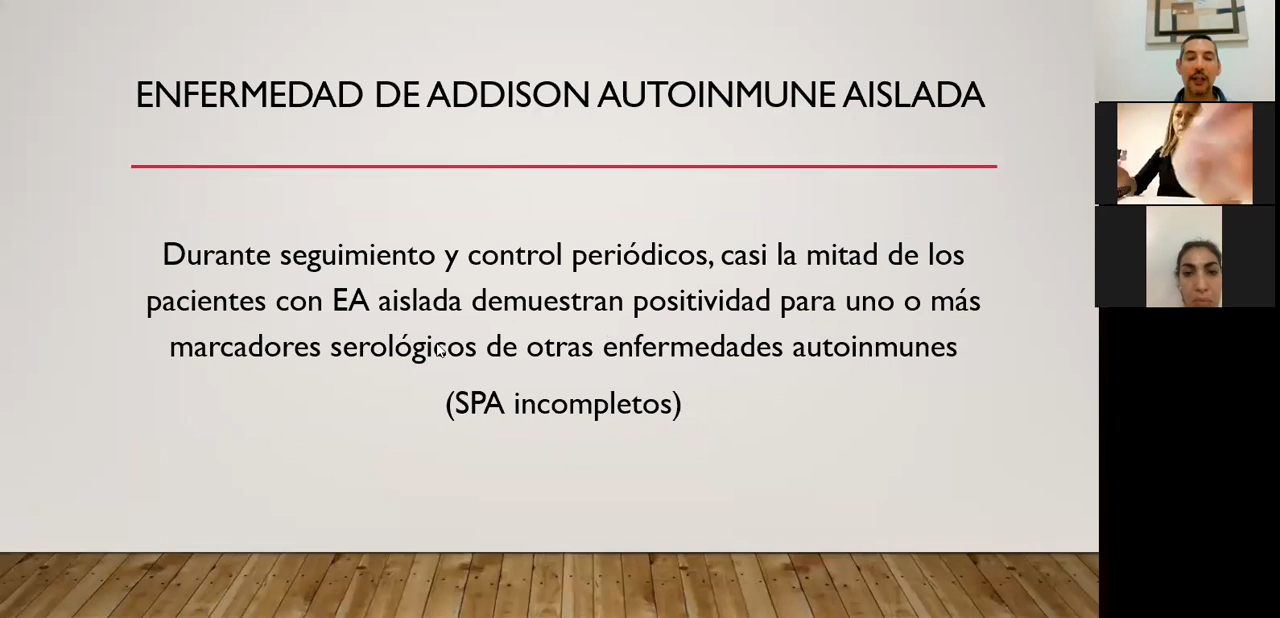 ENFERMEDAD DE ADDISON AUTOINMUNE AISLADA
Durante seguimiento y control periódicos, casi la mitad de los
pacientes con EA aislada demuestran positividad para uno o más
marcadores serológicos de otras enfermedades autoinmunes
(SPA incompletos)